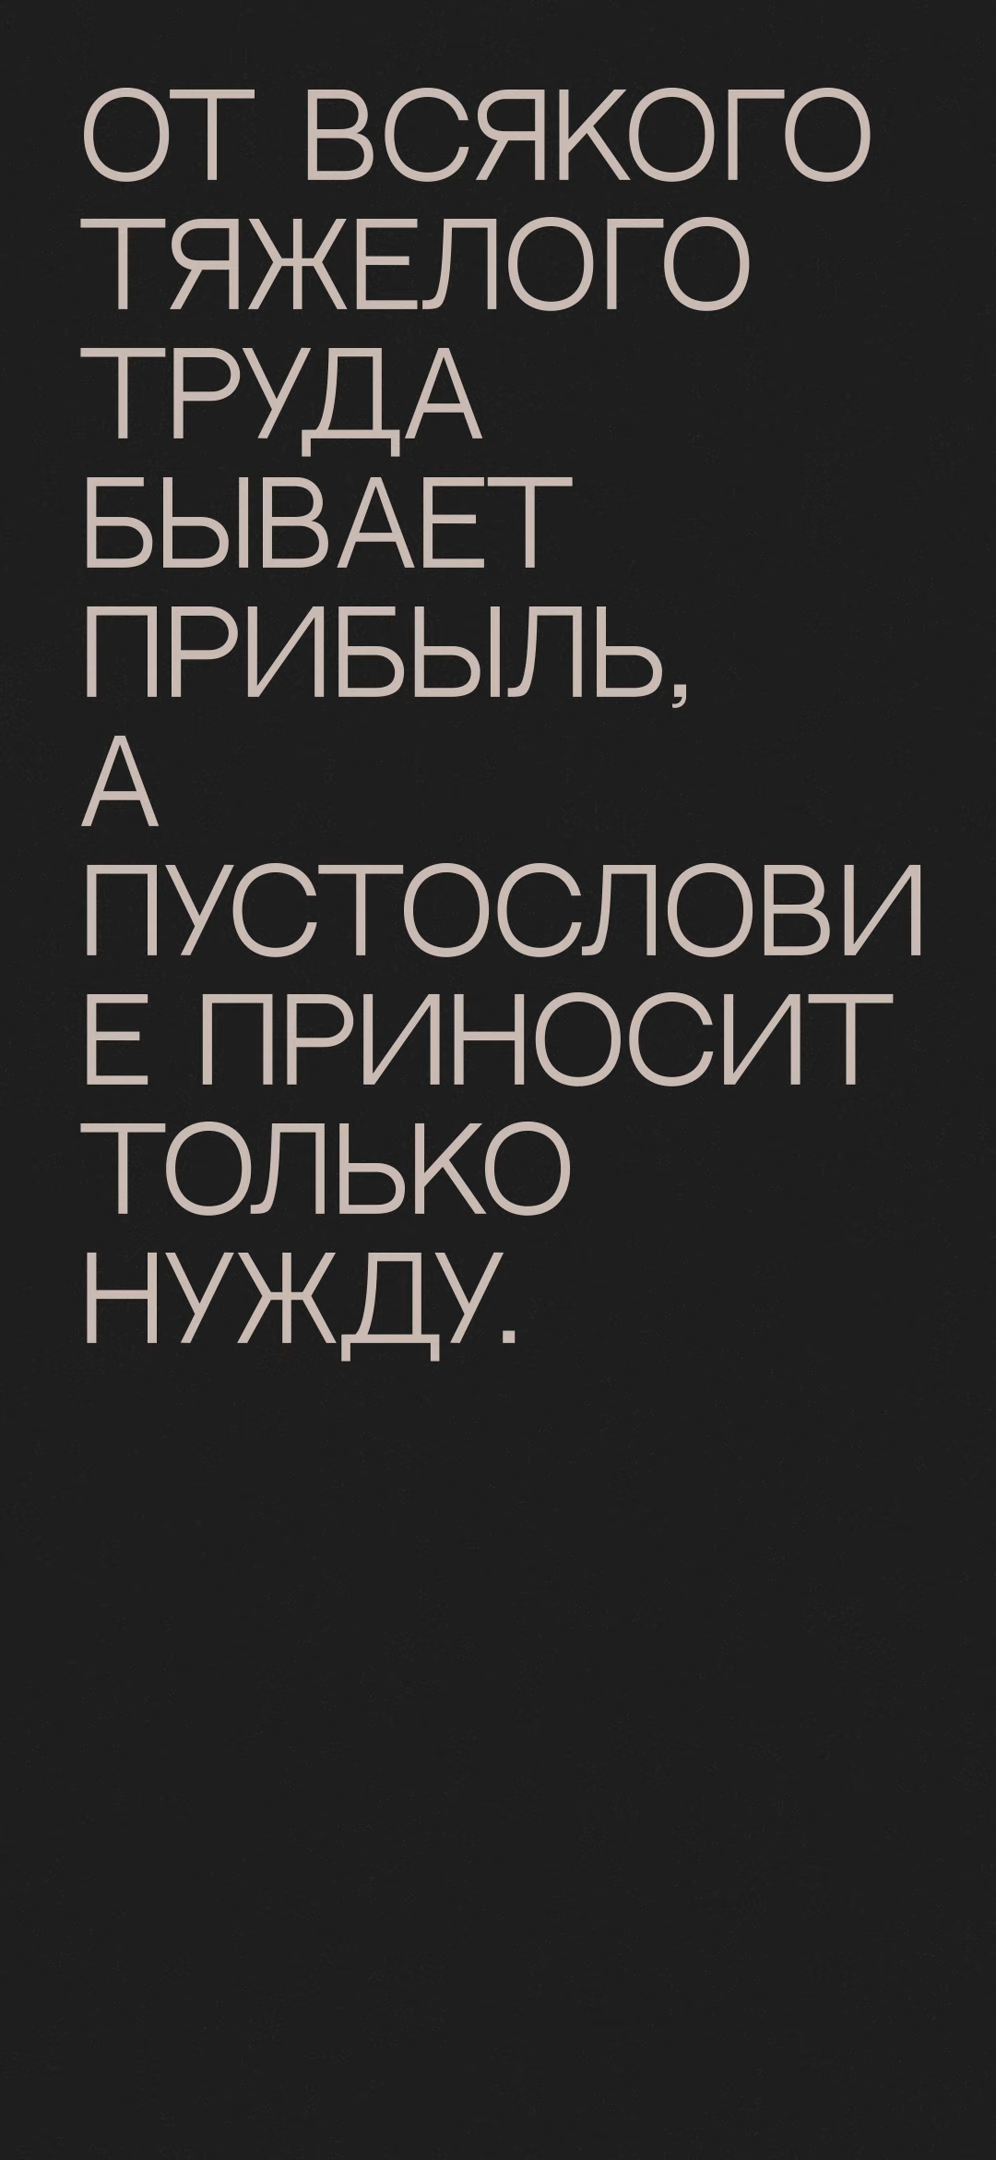 ОТ ВСЯКОГО
ТЯЖЕЛОГО
ТРУДА
БЫВАЕТ
ПРИБЫЛЬ,
А
ПУСТОСЛОВИ
Е ПРИНОСИТ
ТОЛЬКО
НУЖДУ.